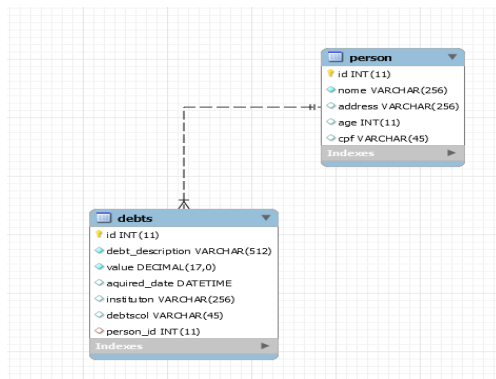 person
id INT(11)
nome VARCHAR(256)
address VARCHAR(256)
age INT(11)
cpf VARCHAR(45)
Indexes
debts
id INT(11)
debt_description VARCHAR(512)
value DECIMAL(17,0)
aquired_date DATETIME
instituton VARCHAR(256)
debtscol VARCHAR(45)
person_id INT(11)
Indexes